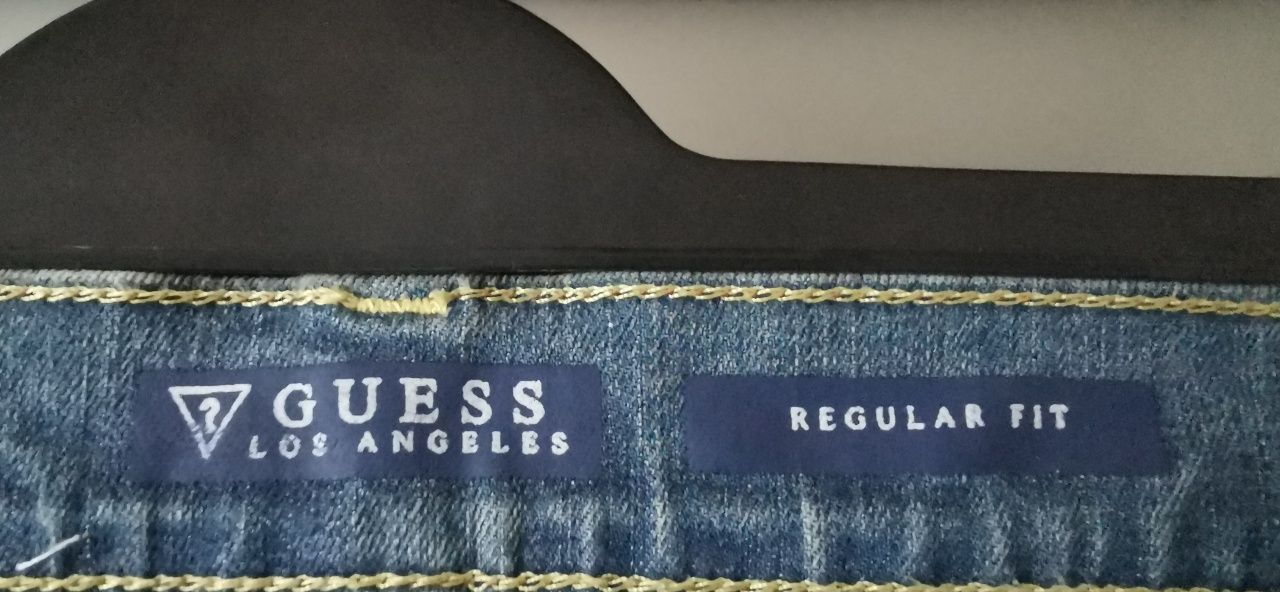 ?
GUESS
LOS ANGELES
REGULAR FIT